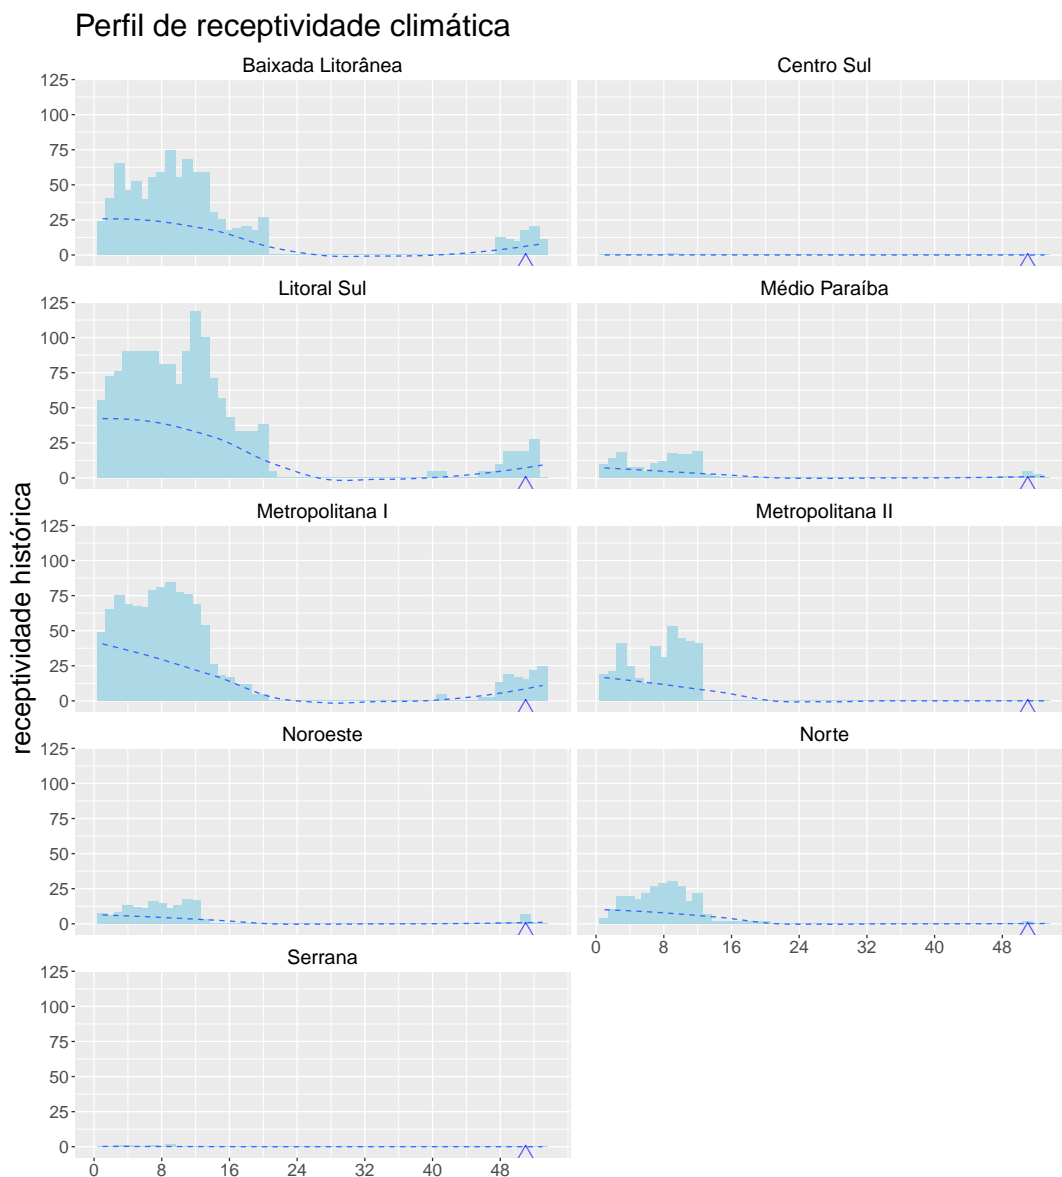 Perfil de receptividade climática
Baixada Litorânea
Centro Sul
125
100
75
50
25
0
Litoral Sul
Médio Paraíba
125
100
75
50
25
0
receptividade histórica
Metropolitana I
Metropolitana II
125
100
75
50
25
0
Noroeste
Norte
125
100
75
50
25
0
0 8 16 24 32 40 48
Serrana
125
100
75
50
25
0
0 8 16 24 32 40 48